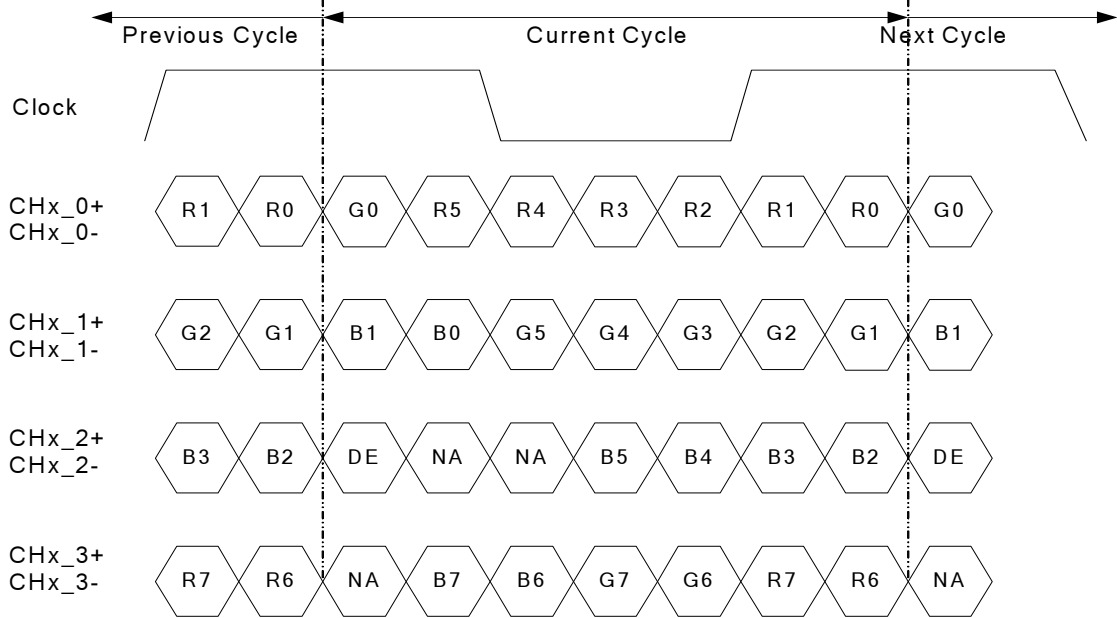 Previous Cycle Current Cycle Next Cycle
Clock
CHx_0+
CHx_0-
R1 R0 G0 R5 R4 R3 R2 R1 R0 G0
CHx_1+
CHx_1-
G2 G1 B1 B0 G5 G4 G3 G2 G1 B1
CHx_2+
CHx_2-
B3 B2 DE NA NA B5 B4 B3 B2 DE
CHx_3+
CHx_3-
R7 R6 NA B7 B6 G7 G6 R7 R6 NA